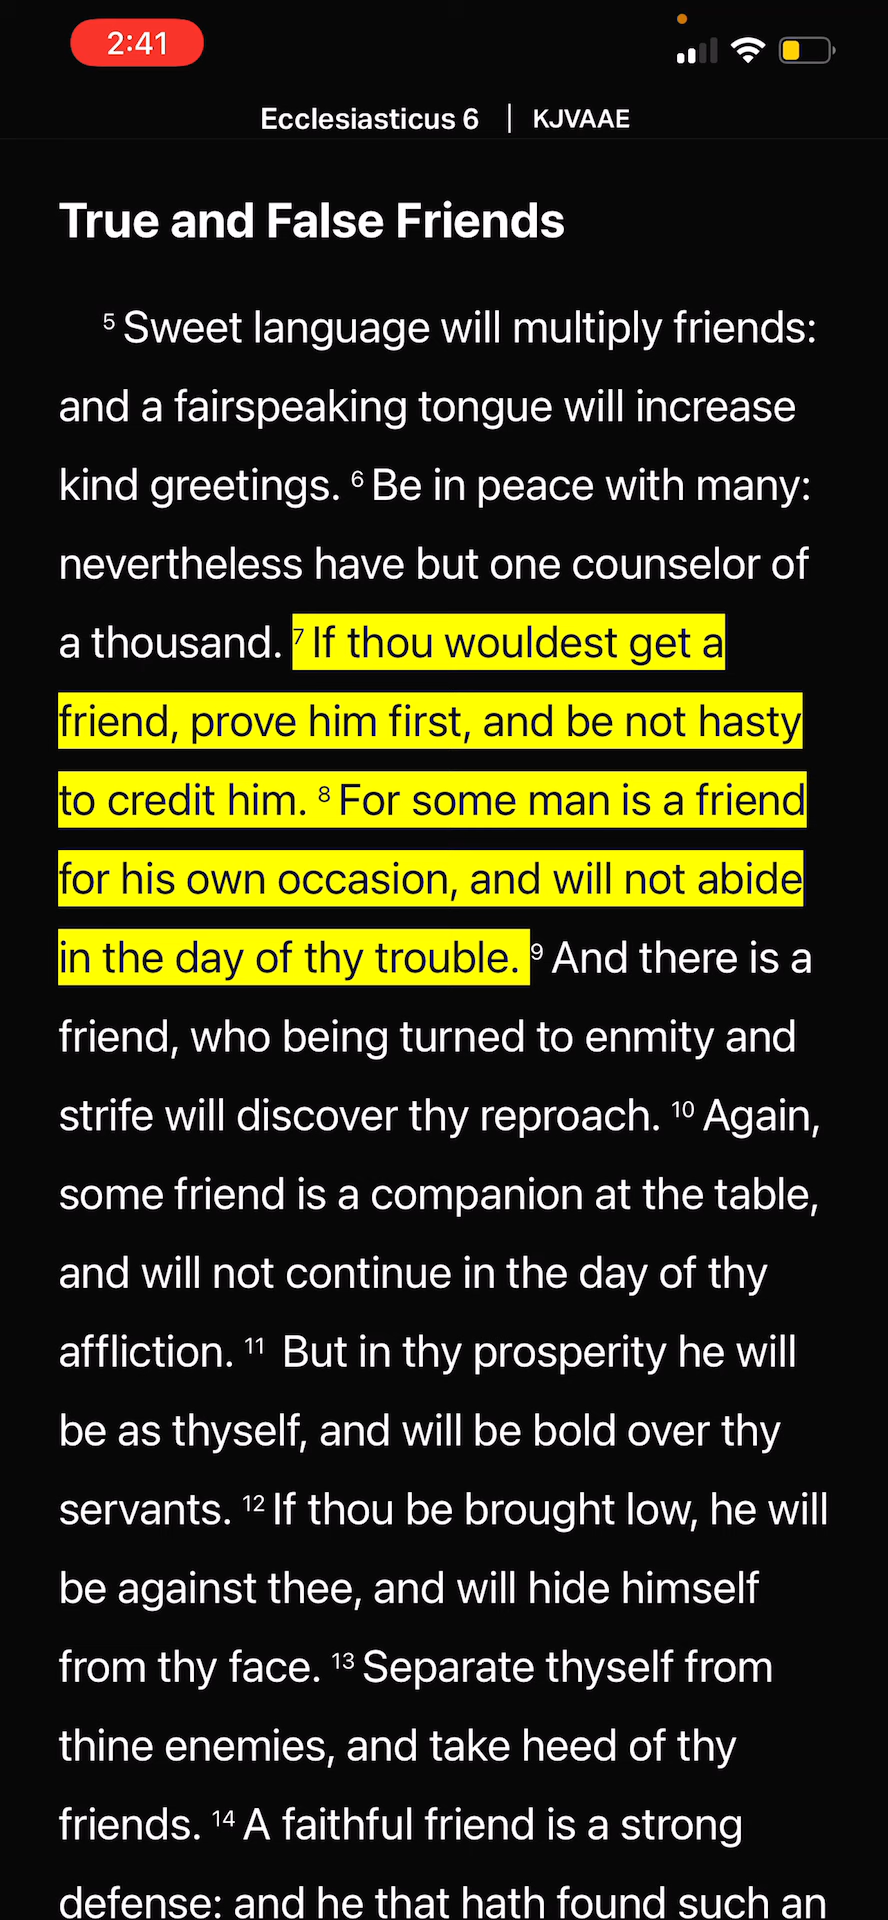 2:41
Ecclesiasticus 6 | KJVAAE
True and False Friends
5 Sweet language will multiply friends:
and a fairspeaking tongue will increase
kind greetings. 6 Be in peace with many:
nevertheless have but one counselor of
a thousand. 7 If thou wouldest get a
friend, prove him first, and be not hasty
to credit him. 8 For some man is a friend
for his own occasion, and will not abide
in the day of thy trouble. 9 And there is a
friend, who being turned to enmity and
strife will discover thy reproach. 10 Again,
some friend is a companion at the table,
and will not continue in the day of thy
affliction. 11 But in thy prosperity he will
be as thyself, and will be bold over thy
servants. 12 If thou be brought low, he will
be against thee, and will hide himself
from thy face. 13 Separate thyself from
thine enemies, and take heed of thy
friends. 14 A faithful friend is a strong
defense: and he that hath found such an